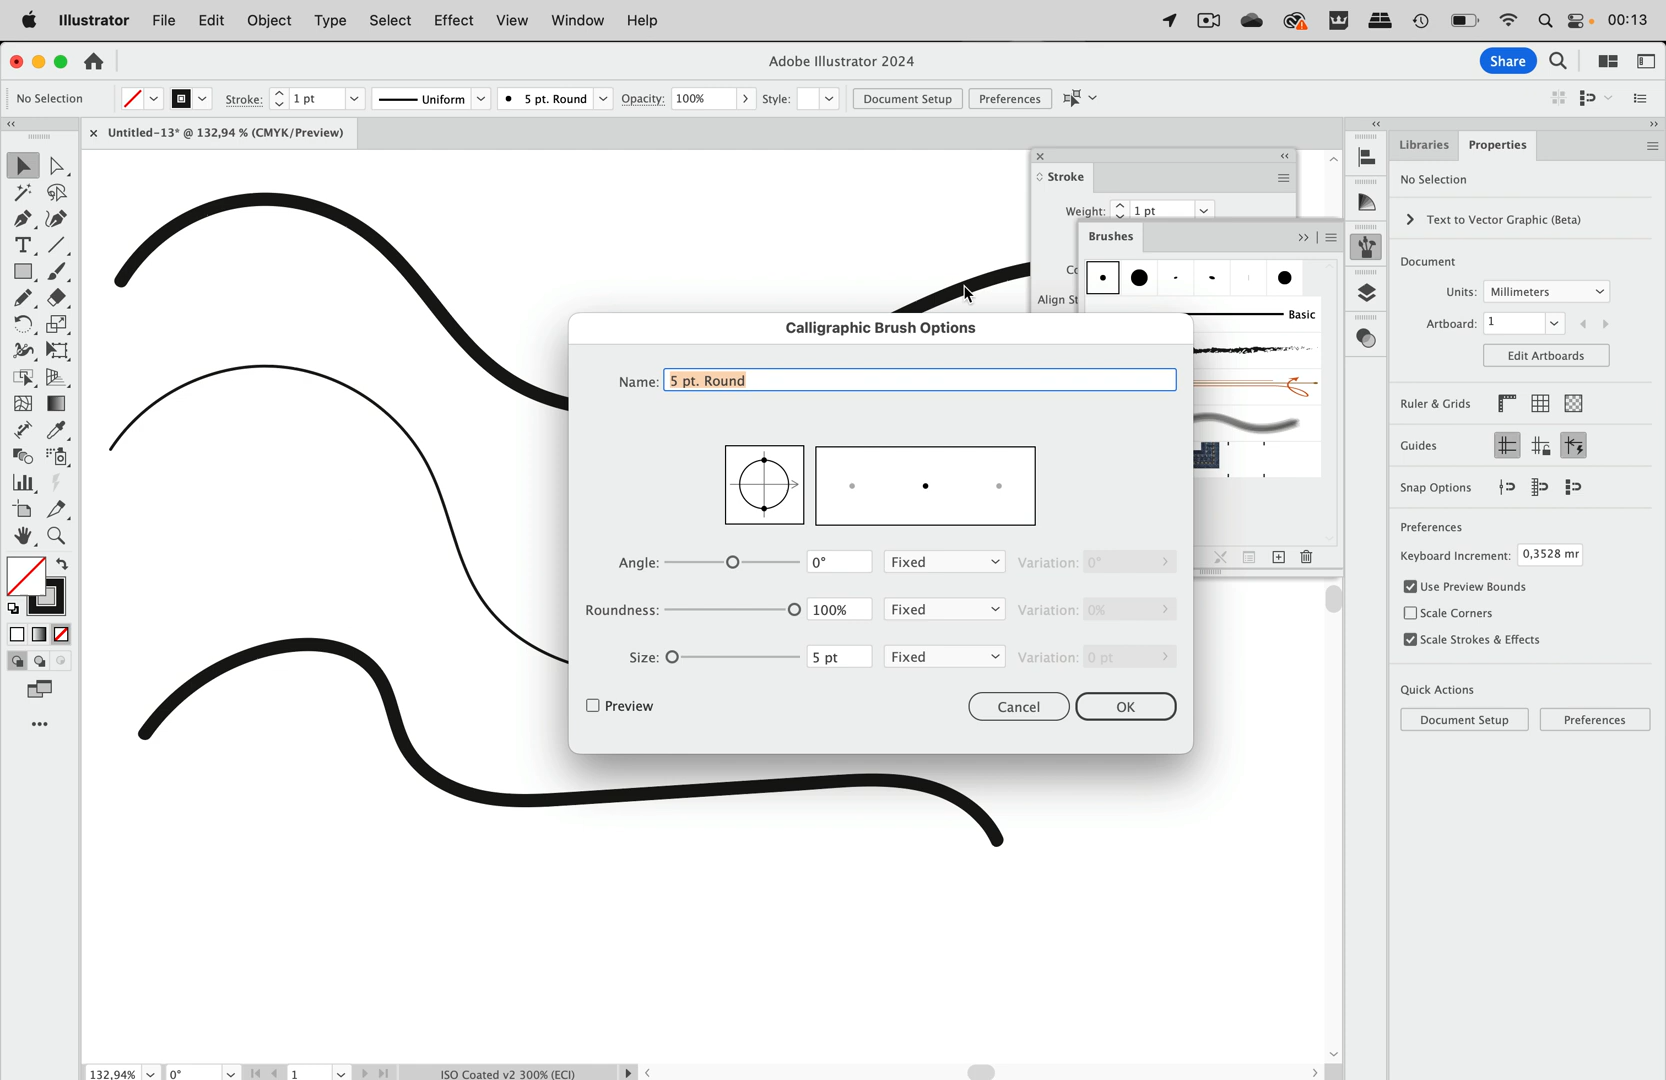 Illustrator File Edit Object Type Select Effect View Window Help 00:13
Adobe Illustrator 2024
Share
No Selection
Stroke: 1 pt
Uniform
5 pt. Round
Opacity: 100%
Style:
Document Setup
Preferences
Untitled-13* @ 132,94 % (CMYK/Preview)
Libraries
Properties
Stroke
Weight: 1 pt
Align St
Brushes
Basic
Calligraphic Brush Options
Name: 5 pt. Round
Angle: 0° Fixed Variation: 0°
Roundness: 100% Fixed Variation: 0%
Size: 5 pt Fixed Variation: 0 pt
Preview
Cancel
OK
No Selection
Text to Vector Graphic (Beta)
Document
Units: Millimeters
Artboard: 1
Edit Artboards
Ruler & Grids
Guides
Snap Options
Preferences
Keyboard Increment: 0,3528 mr
Use Preview Bounds
Scale Corners
Scale Strokes & Effects
Quick Actions
Document Setup
Preferences
132,94% 0° 1 ISO Coated v2 300% (ECI)